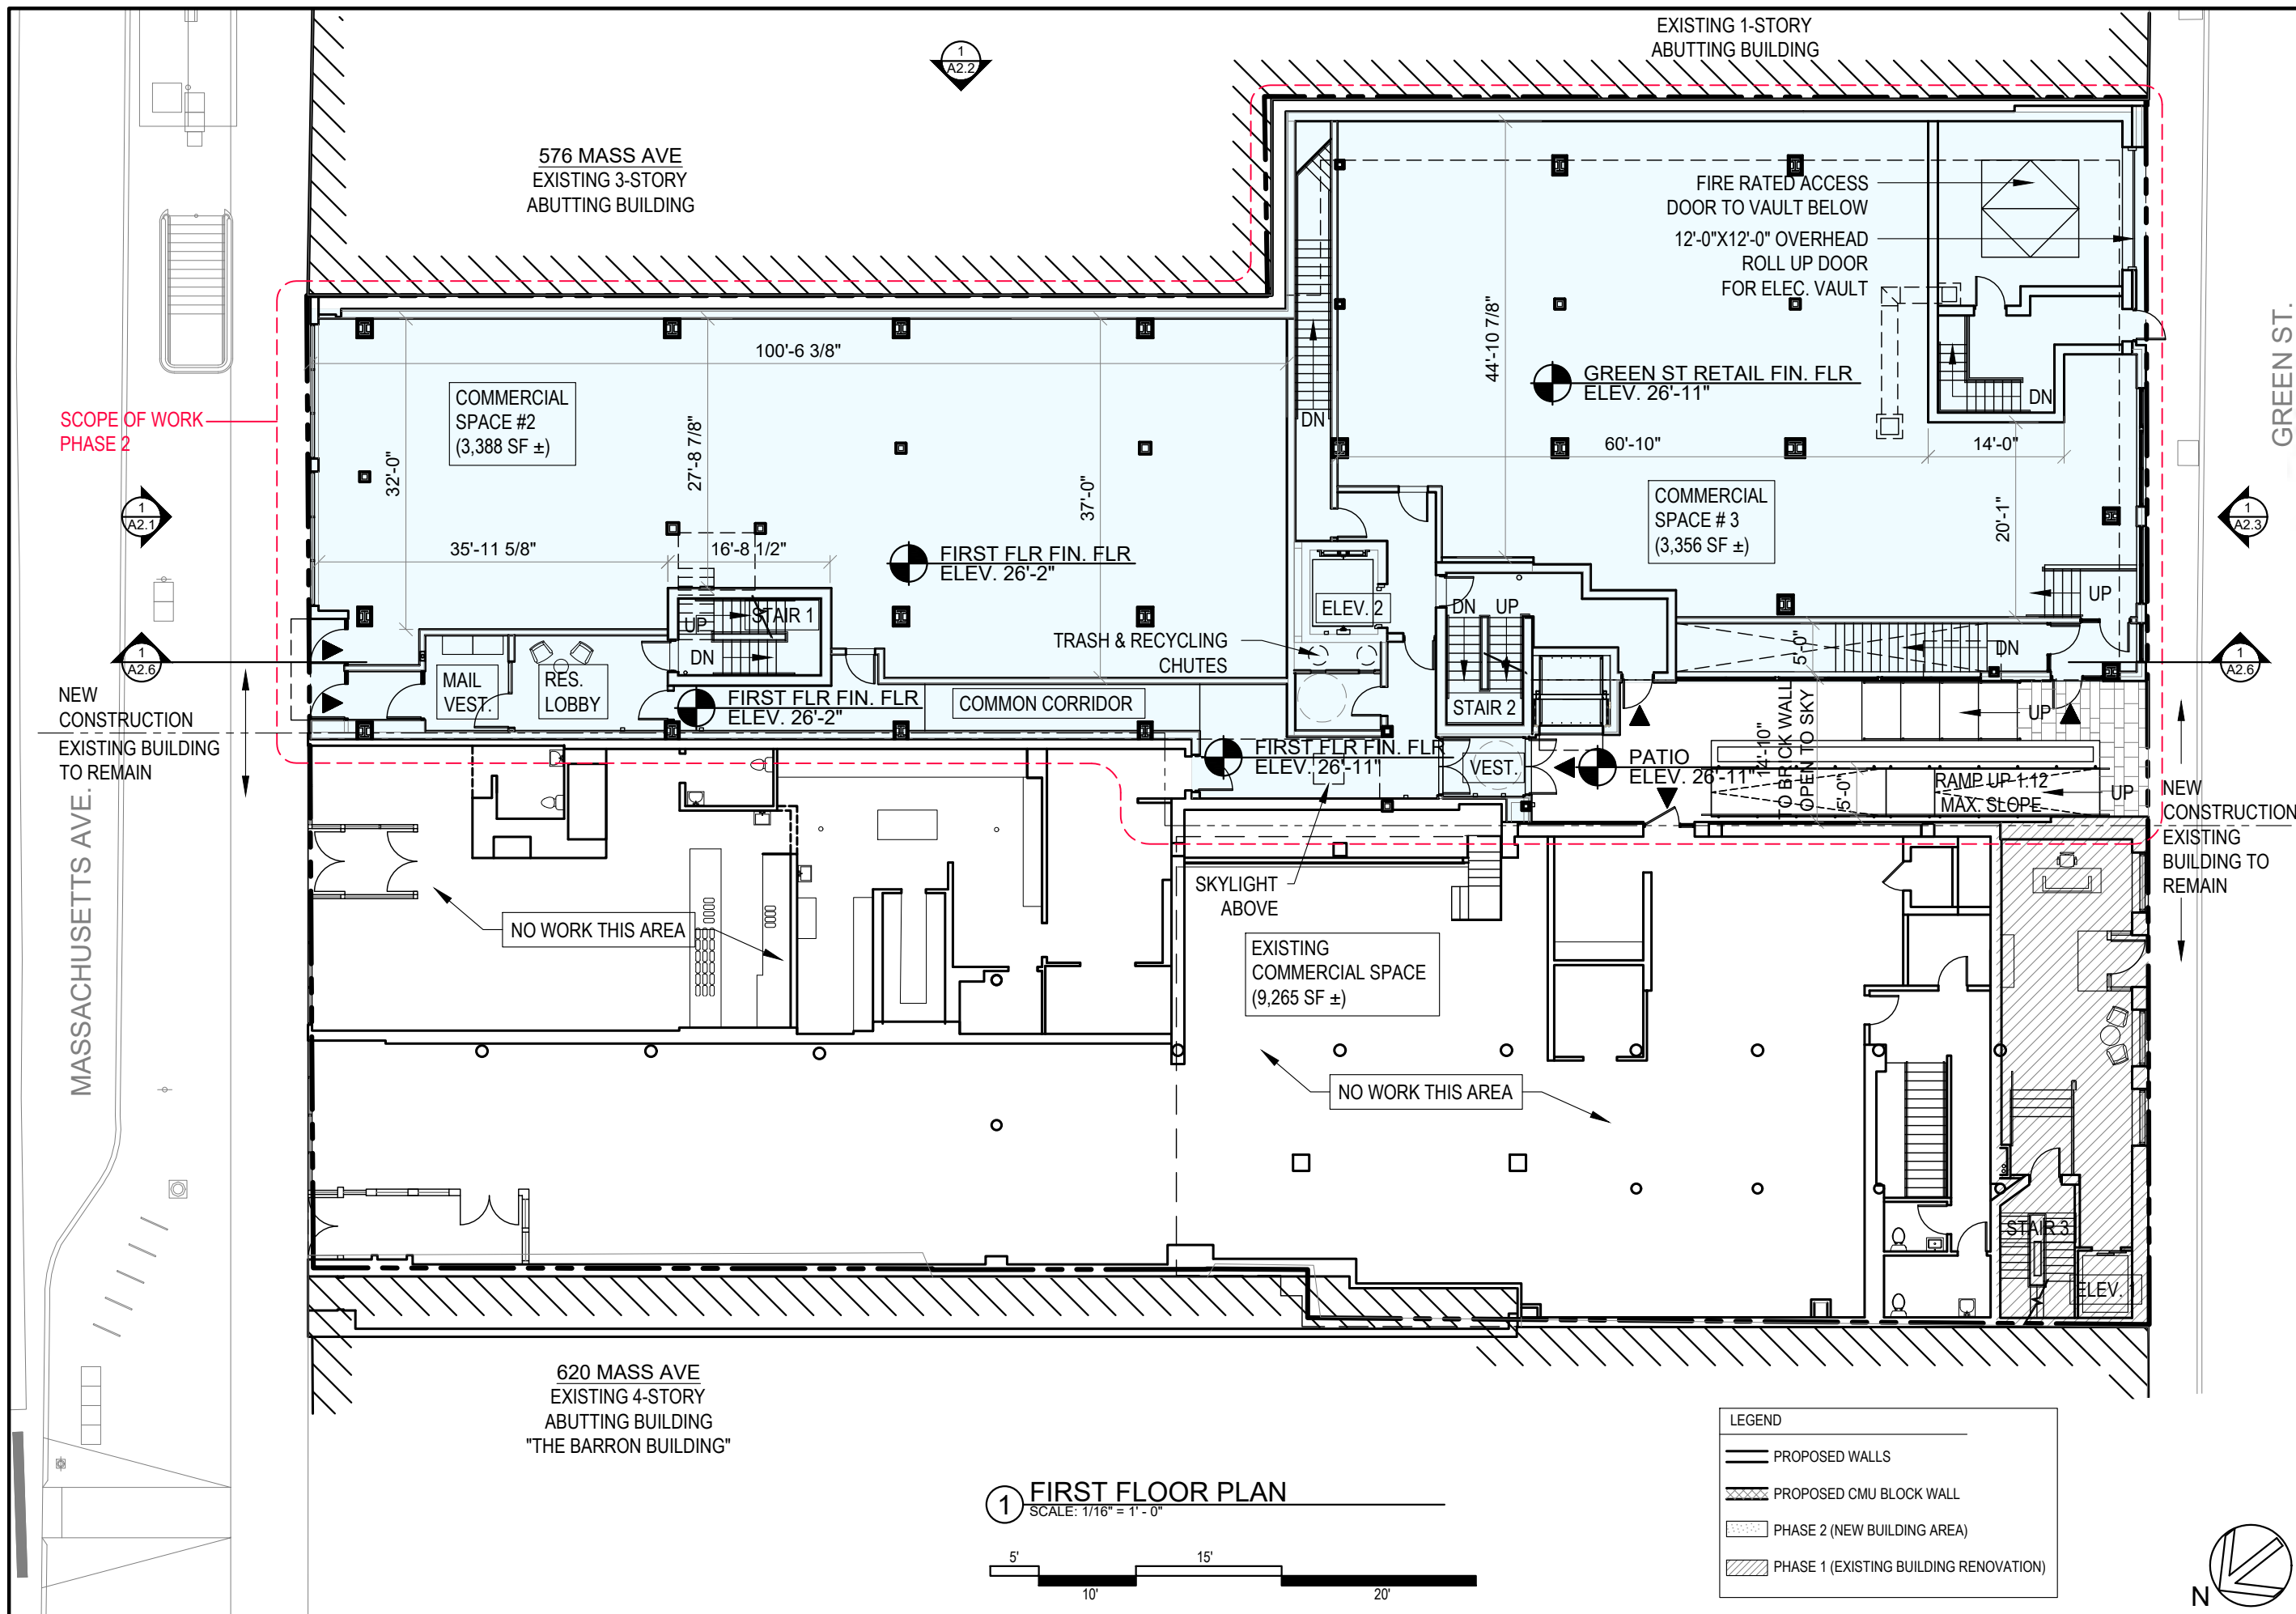 EXISTING 1-STORY
ABUTTING BUILDING
1
A2.2
576 MASS AVE
EXISTING 3-STORY
ABUTTING BUILDING
FIRE RATED ACCESS
DOOR TO VAULT BELOW
12'-0"X12'-0" OVERHEAD
ROLL UP DOOR
FOR ELEC. VAULT
100'-6 3/8"
44'-10 7/8"
GREEN ST.
SCOPE OF WORK
PHASE 2
COMMERCIAL
SPACE #2
(3,388 SF ±)
32'-0"
27'-8 7/8"
37'-0"
DN
GREEN ST RETAIL FIN. FLR
ELEV. 26'-11"
DN
60'-10"
14'-0"
COMMERCIAL
SPACE # 3
(3,356 SF ±)
20'-1"
1
A2.1
1
A2.3
35'-11 5/8"
16'-8 1/2"
FIRST FLR FIN. FLR
ELEV. 26'-2"
STAIR 1
UP
DN
ELEV. 2
DN
UP
UP
TRASH & RECYCLING
CHUTES
5'-0"
DN
1
A2.6
1
A2.6
MAIL
VEST.
RES.
LOBBY
FIRST FLR FIN. FLR
ELEV. 26'-2"
COMMON CORRIDOR
STAIR 2
UP
NEW
CONSTRUCTION
EXISTING BUILDING
TO REMAIN
FIRST FLR FIN. FLR
ELEV. 26'-11"
VEST.
PATIO
ELEV. 26'-11"
14'-10"
TO BRICK WALL
OPEN TO SKY
5'-0"
RAMP UP 1:12
MAX. SLOPE
UP
NEW
CONSTRUCTION
EXISTING
BUILDING TO
REMAIN
MASSACHUSETTS AVE.
SKYLIGHT
ABOVE
NO WORK THIS AREA
EXISTING
COMMERCIAL SPACE
(9,265 SF ±)
NO WORK THIS AREA
STAIR 3
ELEV. 1
620 MASS AVE
EXISTING 4-STORY
ABUTTING BUILDING
"THE BARRON BUILDING"
1
FIRST FLOOR PLAN
SCALE: 1/16" = 1' - 0"
5'
15'
10'
20'
LEGEND
PROPOSED WALLS
PROPOSED CMU BLOCK WALL
PHASE 2 (NEW BUILDING AREA)
PHASE 1 (EXISTING BUILDING RENOVATION)
N